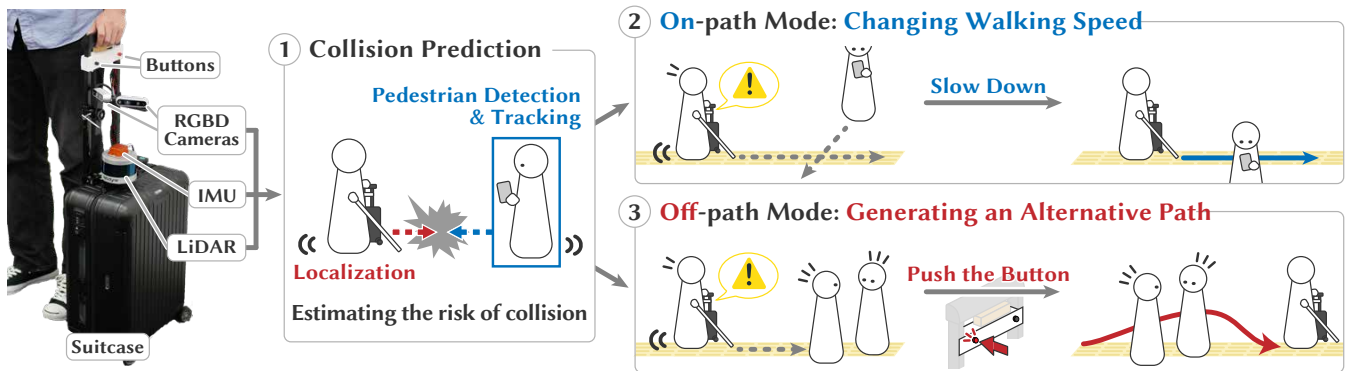 Buttons
RGBD
Cameras
IMU
LiDAR
Suitcase
1 Collision Prediction
Pedestrian Detection
& Tracking
Localization
Estimating the risk of collision
2 On-path Mode: Changing Walking Speed
Slow Down
3 Off-path Mode: Generating an Alternative Path
Push the Button